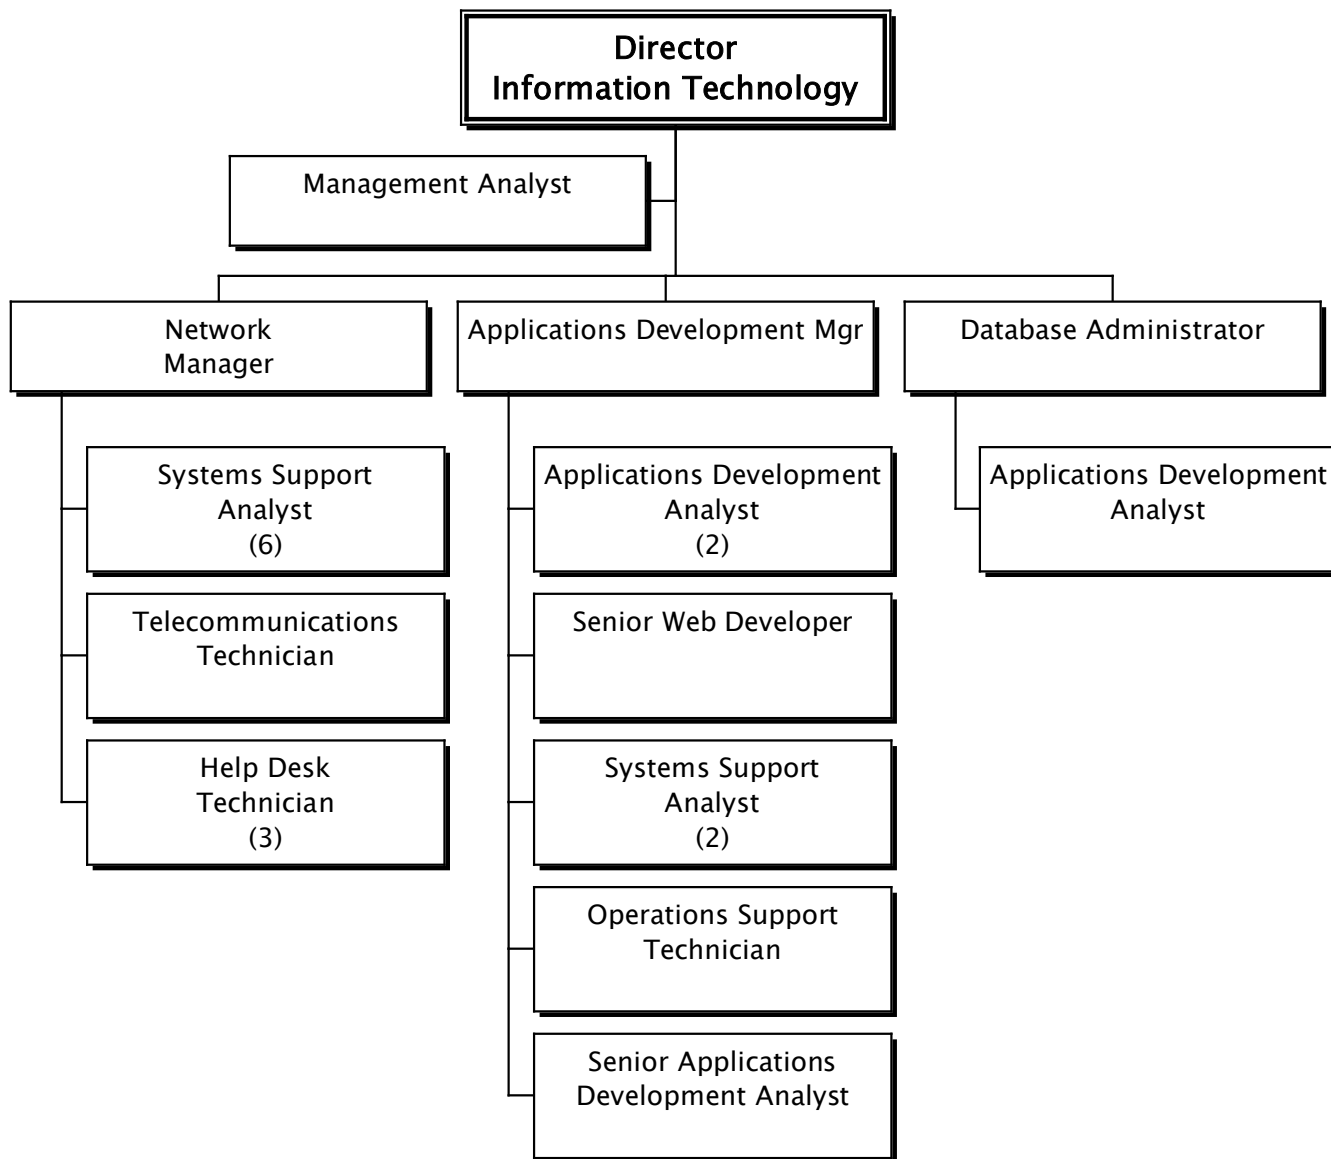 Director
Information Technology
Management Analyst
Network
Manager
Applications Development Mgr
Database Administrator
Systems Support
Analyst
(6)
Telecommunications
Technician
Help Desk
Technician
(3)
Applications Development
Analyst
(2)
Senior Web Developer
Systems Support
Analyst
(2)
Operations Support
Technician
Senior Applications
Development Analyst
Applications Development
Analyst